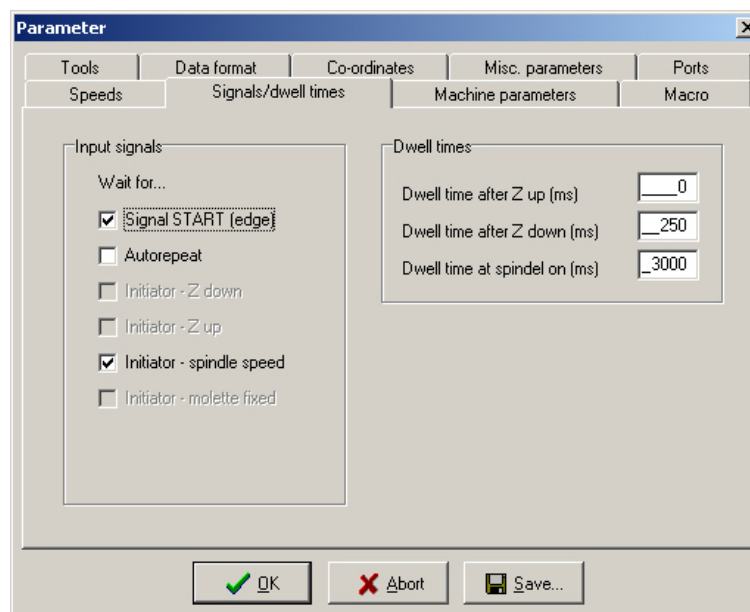 Parameter
Tools Data format Co-ordinates Misc. parameters Ports
Speeds Signals/dwell times Machine parameters Macro
Input signals
Wait for...
Signal START (edge)
Autorepeat
Initiator - Z down
Initiator - Z up
Initiator - spindle speed
Initiator - molette fixed
Dwell times
Dwell time after Z up (ms) ____0
Dwell time after Z down (ms) __250
Dwell time at spindel on (ms) _3000
OK Abort Save...